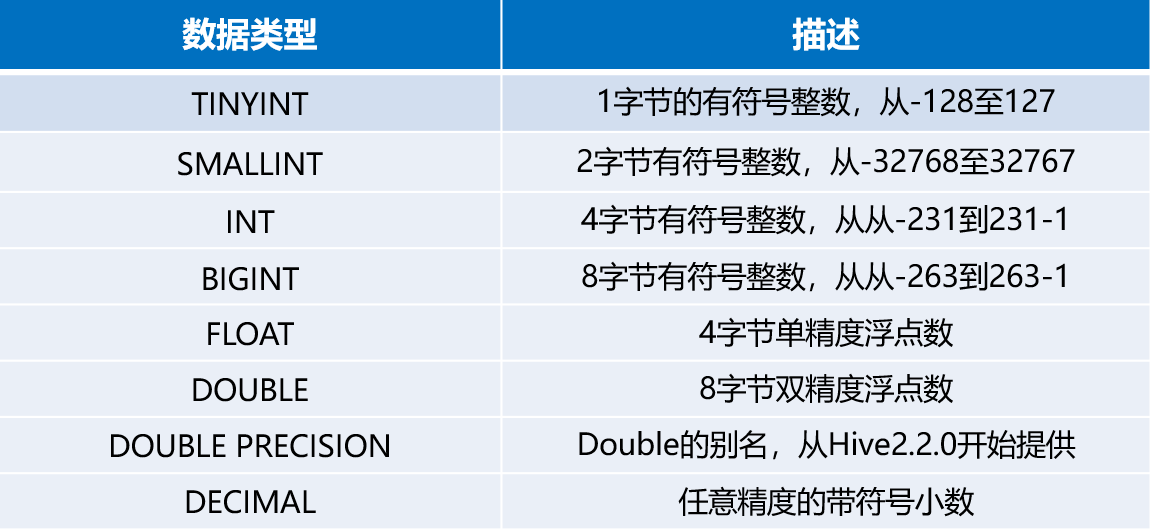 数据类型 描述
TINYINT 1字节的有符号整数，从-128至127
SMALLINT 2字节有符号整数，从-32768至32767
INT 4字节有符号整数，从从-231到231-1
BIGINT 8字节有符号整数，从从-263到263-1
FLOAT 4字节单精度浮点数
DOUBLE 8字节双精度浮点数
DOUBLE PRECISION Double的别名，从Hive2.2.0开始提供
DECIMAL 任意精度的带符号小数